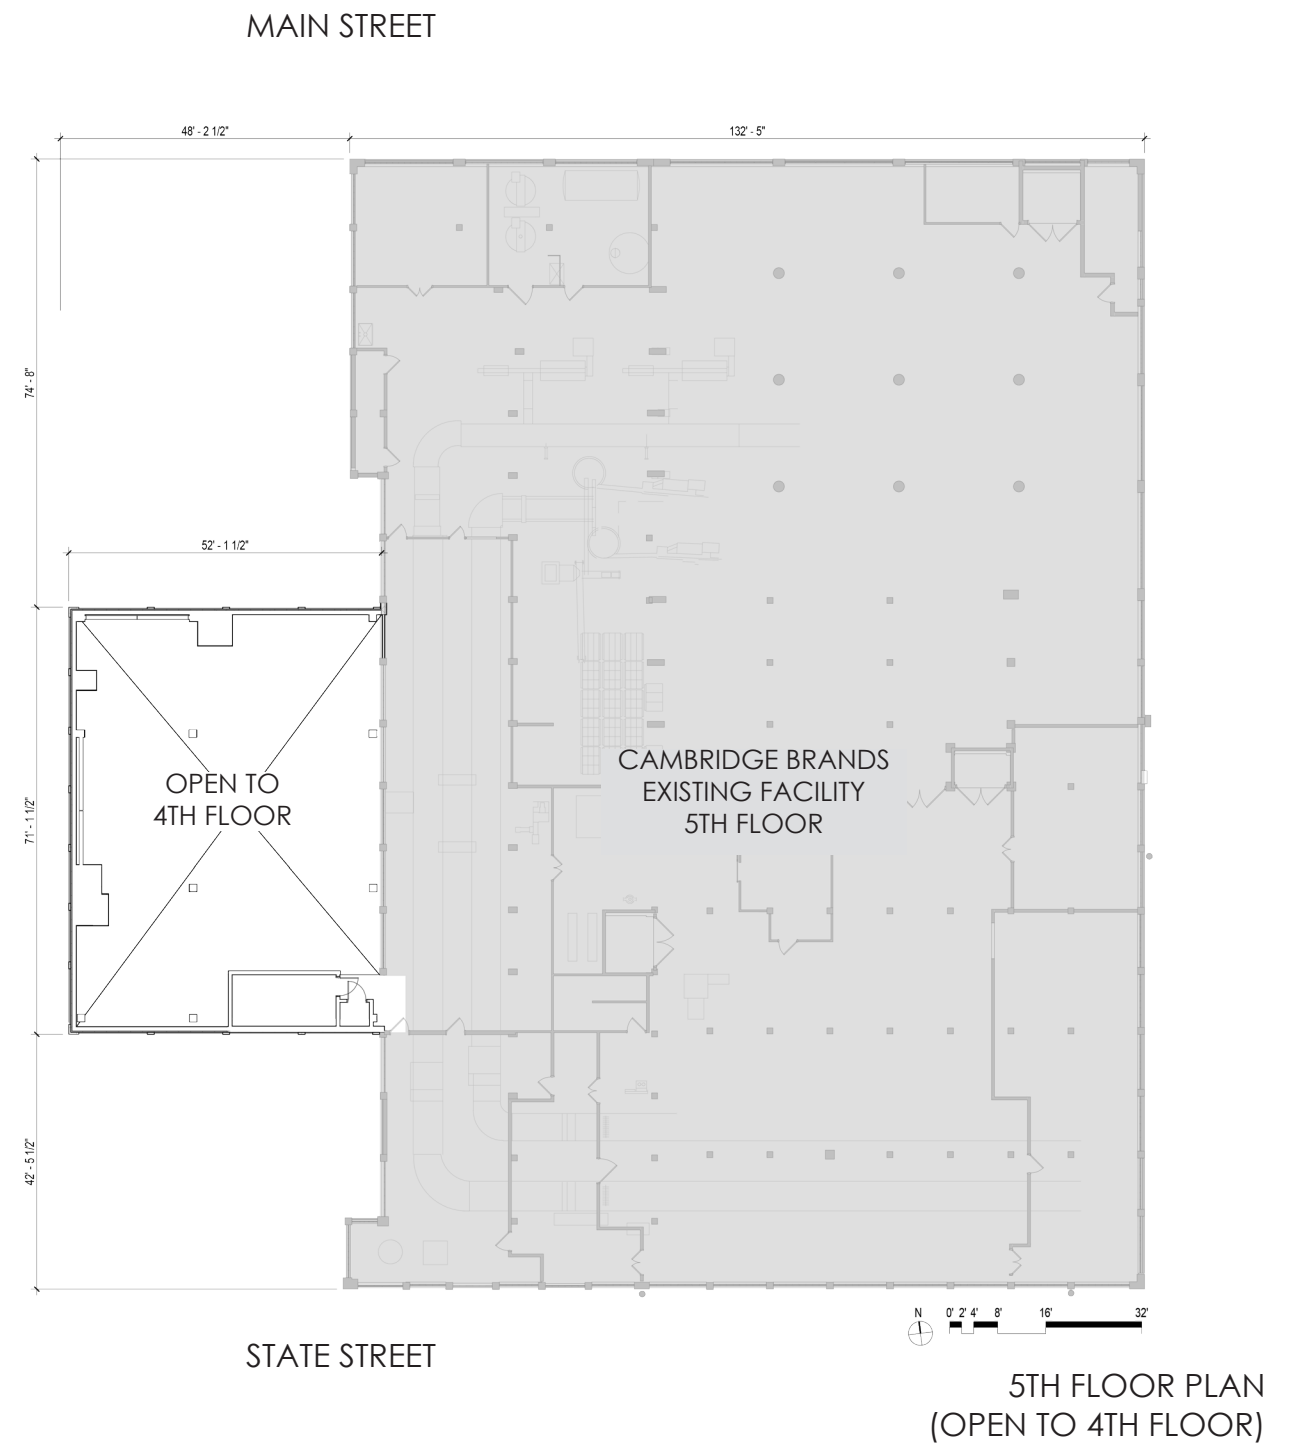 MAIN STREET
48' - 2 1/2"
132' - 5"
74' - 8"
52' - 1 1/2"
CAMBRIDGE BRANDS
EXISTING FACILITY
5TH FLOOR
OPEN TO
4TH FLOOR
71' - 1 1/2"
42' - 5 1/2"
N
0' 2' 4' 8' 16' 32'
STATE STREET
5TH FLOOR PLAN
(OPEN TO 4TH FLOOR)